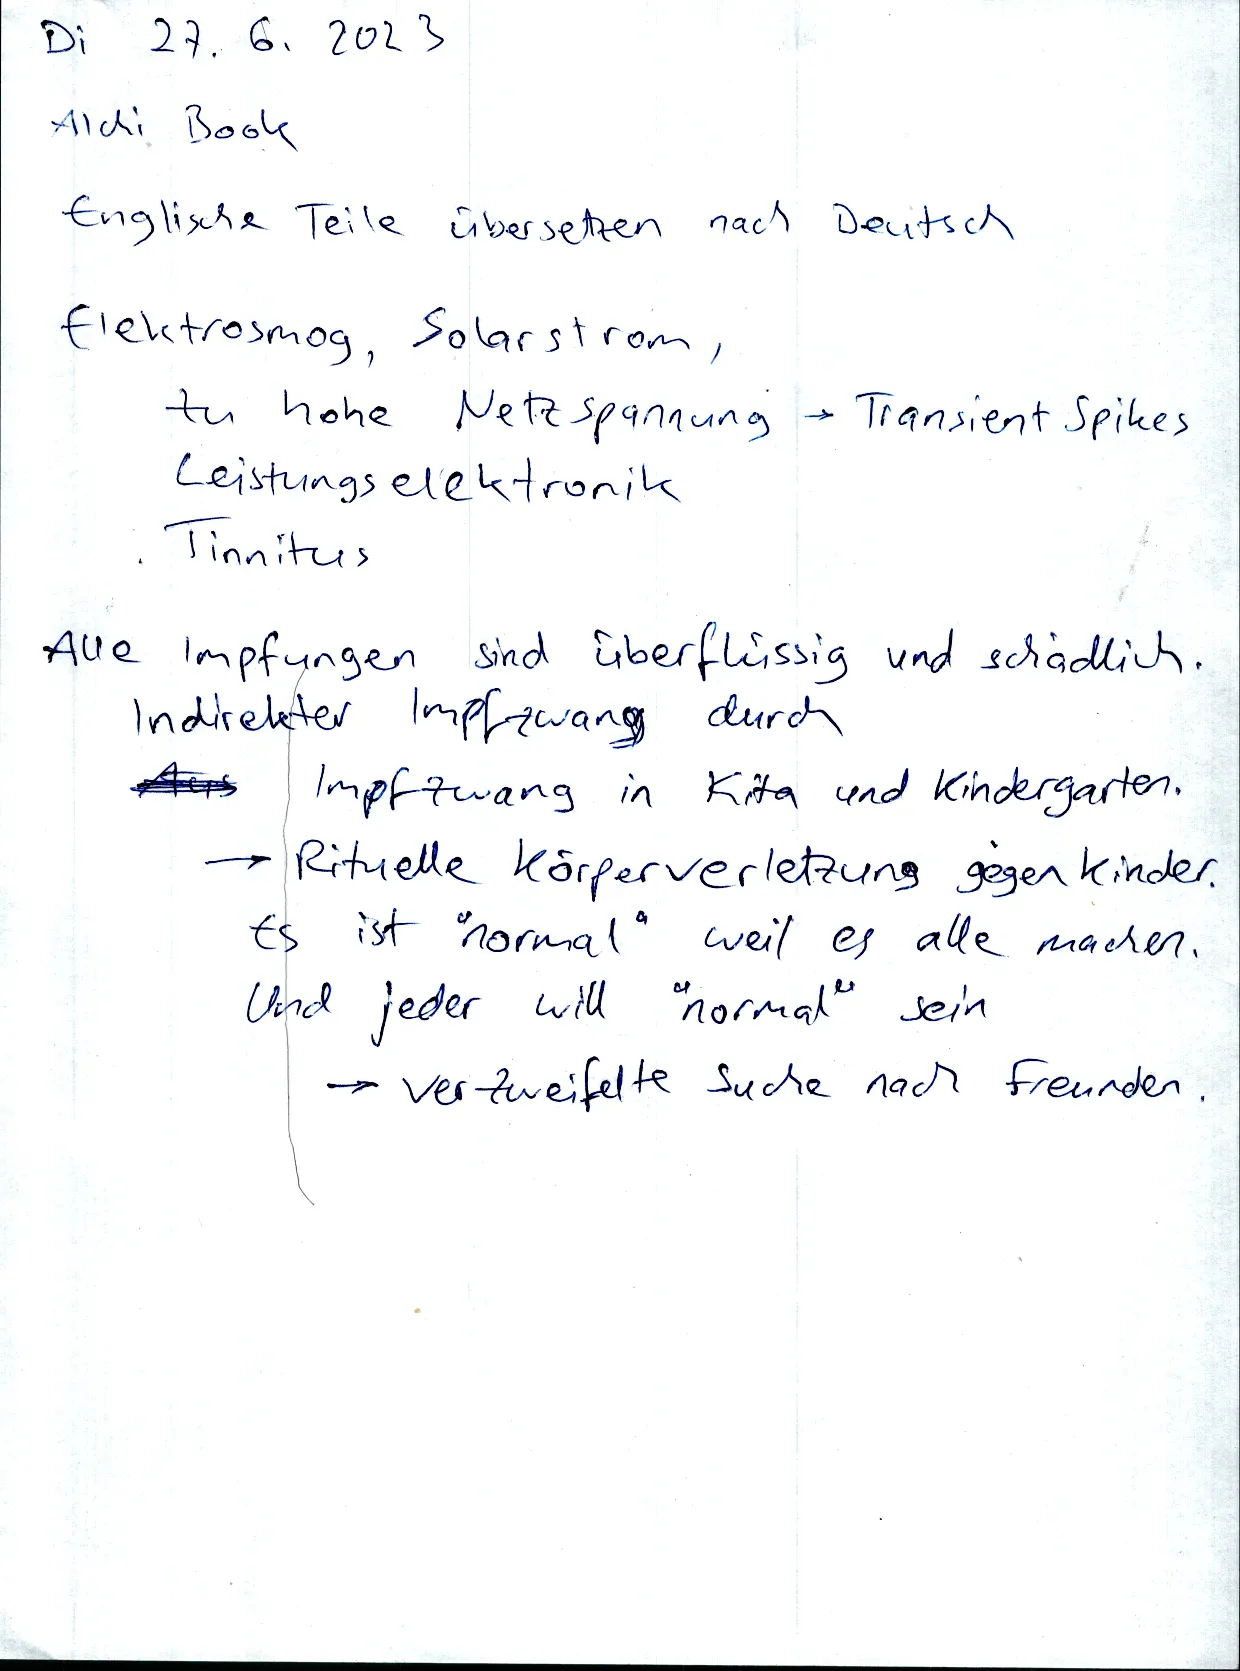 Di 27. 6. 2023
Alchi Book
Englische Teile übersetzen nach Deutsch
Elektrosmog, Solarstrom,
zu hohe Netzspannung → Transient Spikes
Leistungselektronik
Tinnitus
Alle Impfungen sind überflüssig und schädlich.
Indirekter Impfzwang durch
Impfzwang in Kita und Kindergarten.
→ Rituelle Körperverletzung gegen Kinder.
Es ist "normal" weil es alle machen.
Und jeder will "normal" sein
→ verzweifelte Suche nach Freunden.